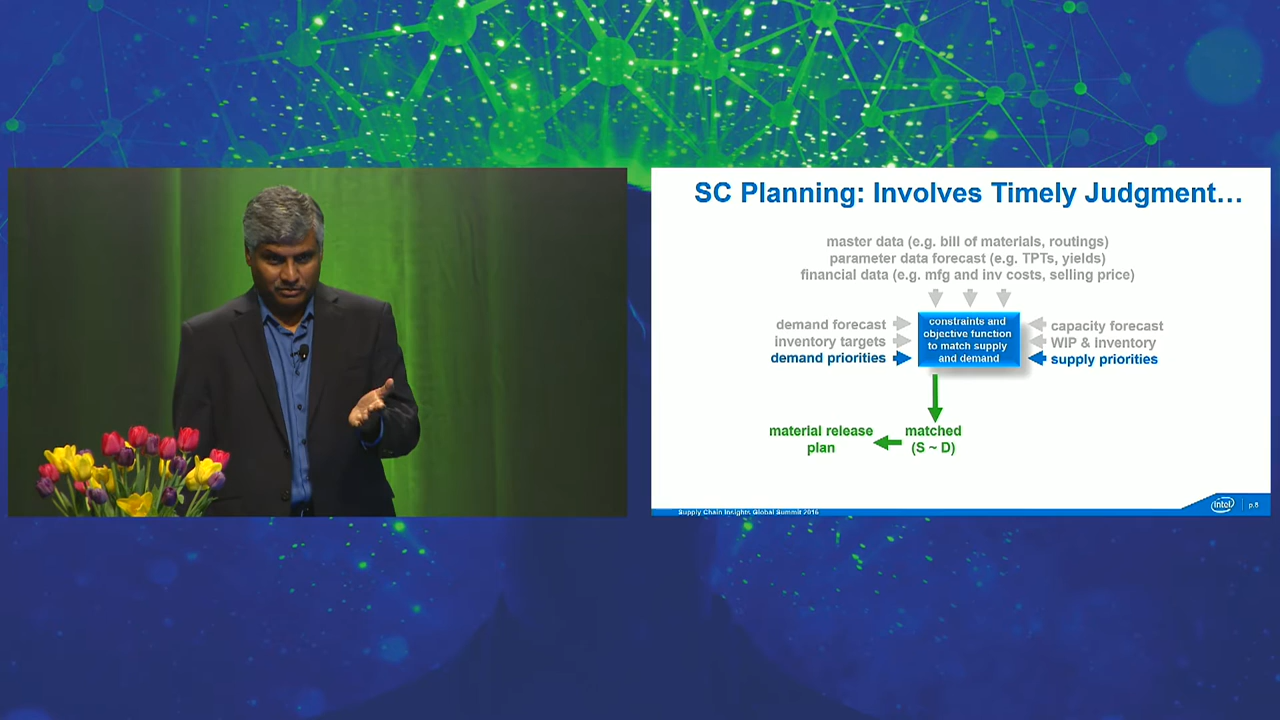 SC Planning: Involves Timely Judgment…
master data (e.g. bill of materials, routings)
parameter data forecast (e.g. TPTs, yields)
financial data (e.g. mfg and inv costs, selling price)
demand forecast
inventory targets
demand priorities
constraints and
objective function
to match supply
and demand
capacity forecast
WIP & inventory
supply priorities
material release
plan
matched
(S ~ D)
Supply Chain Insights Global Summit 2016
intel
p.8